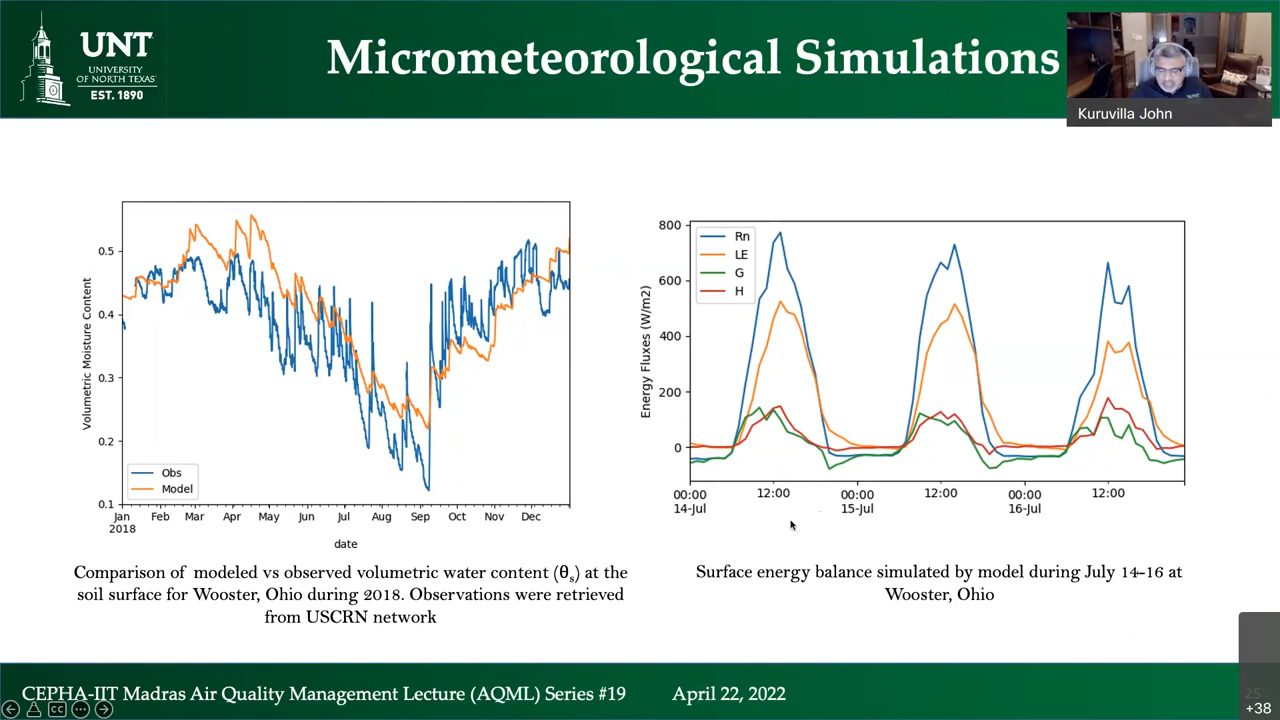 UNT
UNIVERSITY
OF NORTH TEXAS
EST. 1890
Micrometeorological Simulations
Kuruvilla John
Volumetric Moisture Content
0.5
0.4
0.3
0.2
0.1
Obs
Model
Jan Feb Mar Apr May Jun Jul Aug Sep Oct Nov Dec
2018
date
Comparison of modeled vs observed volumetric water content (θs) at the
soil surface for Wooster, Ohio during 2018. Observations were retrieved
from USCRN network
Energy Fluxes (W/m2)
800
600
400
200
0
Rn
LE
G
H
00:00 12:00 00:00 12:00 00:00 12:00
14-Jul 15-Jul 16-Jul
Surface energy balance simulated by model during July 14-16 at
Wooster, Ohio
CEPHA-IIT Madras Air Quality Management Lecture (AQML) Series #19 April 22, 2022
CC
25
+38